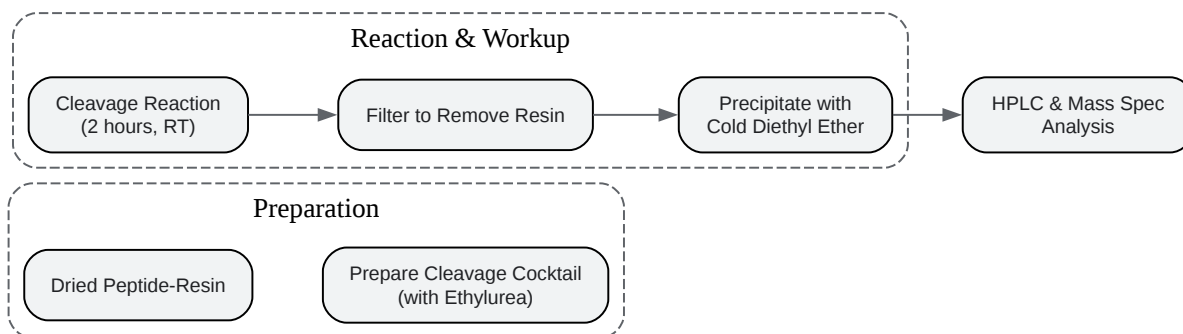 Reaction & Workup
Cleavage Reaction
(2 hours, RT)
Filter to Remove Resin
Precipitate with
Cold Diethyl Ether
HPLC & Mass Spec
Analysis
Preparation
Dried Peptide-Resin
Prepare Cleavage Cocktail
(with Ethylurea)